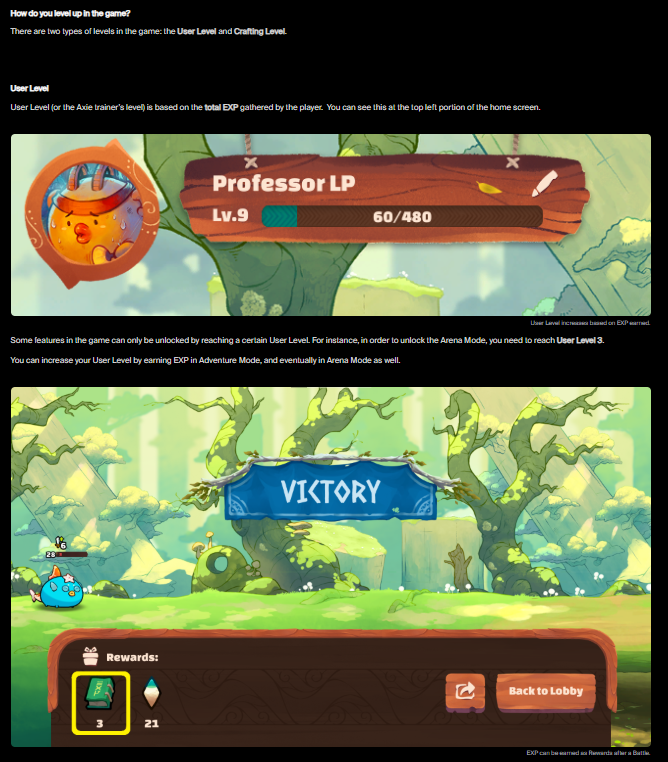 How do you level up in the game?
There are two types of levels in the game: the User Level and Crafting Level.
User Level
User Level (or the Axie trainer's level) is based on the total EXP gathered by the player. You can see this at the top left portion of the home screen.
Professor LP
Lv.9 60/480
User Level increases based on EXP earned.
Some features in the game can only be unlocked by reaching a certain User Level. For instance, in order to unlock the Arena Mode, you need to reach User Level 3.
You can increase your User Level by earning EXP in Adventure Mode, and eventually in Arena Mode as well.
VICTORY
6
28
Rewards:
3 21
Back to Lobby
EXP can be earned as Rewards after a Battle.